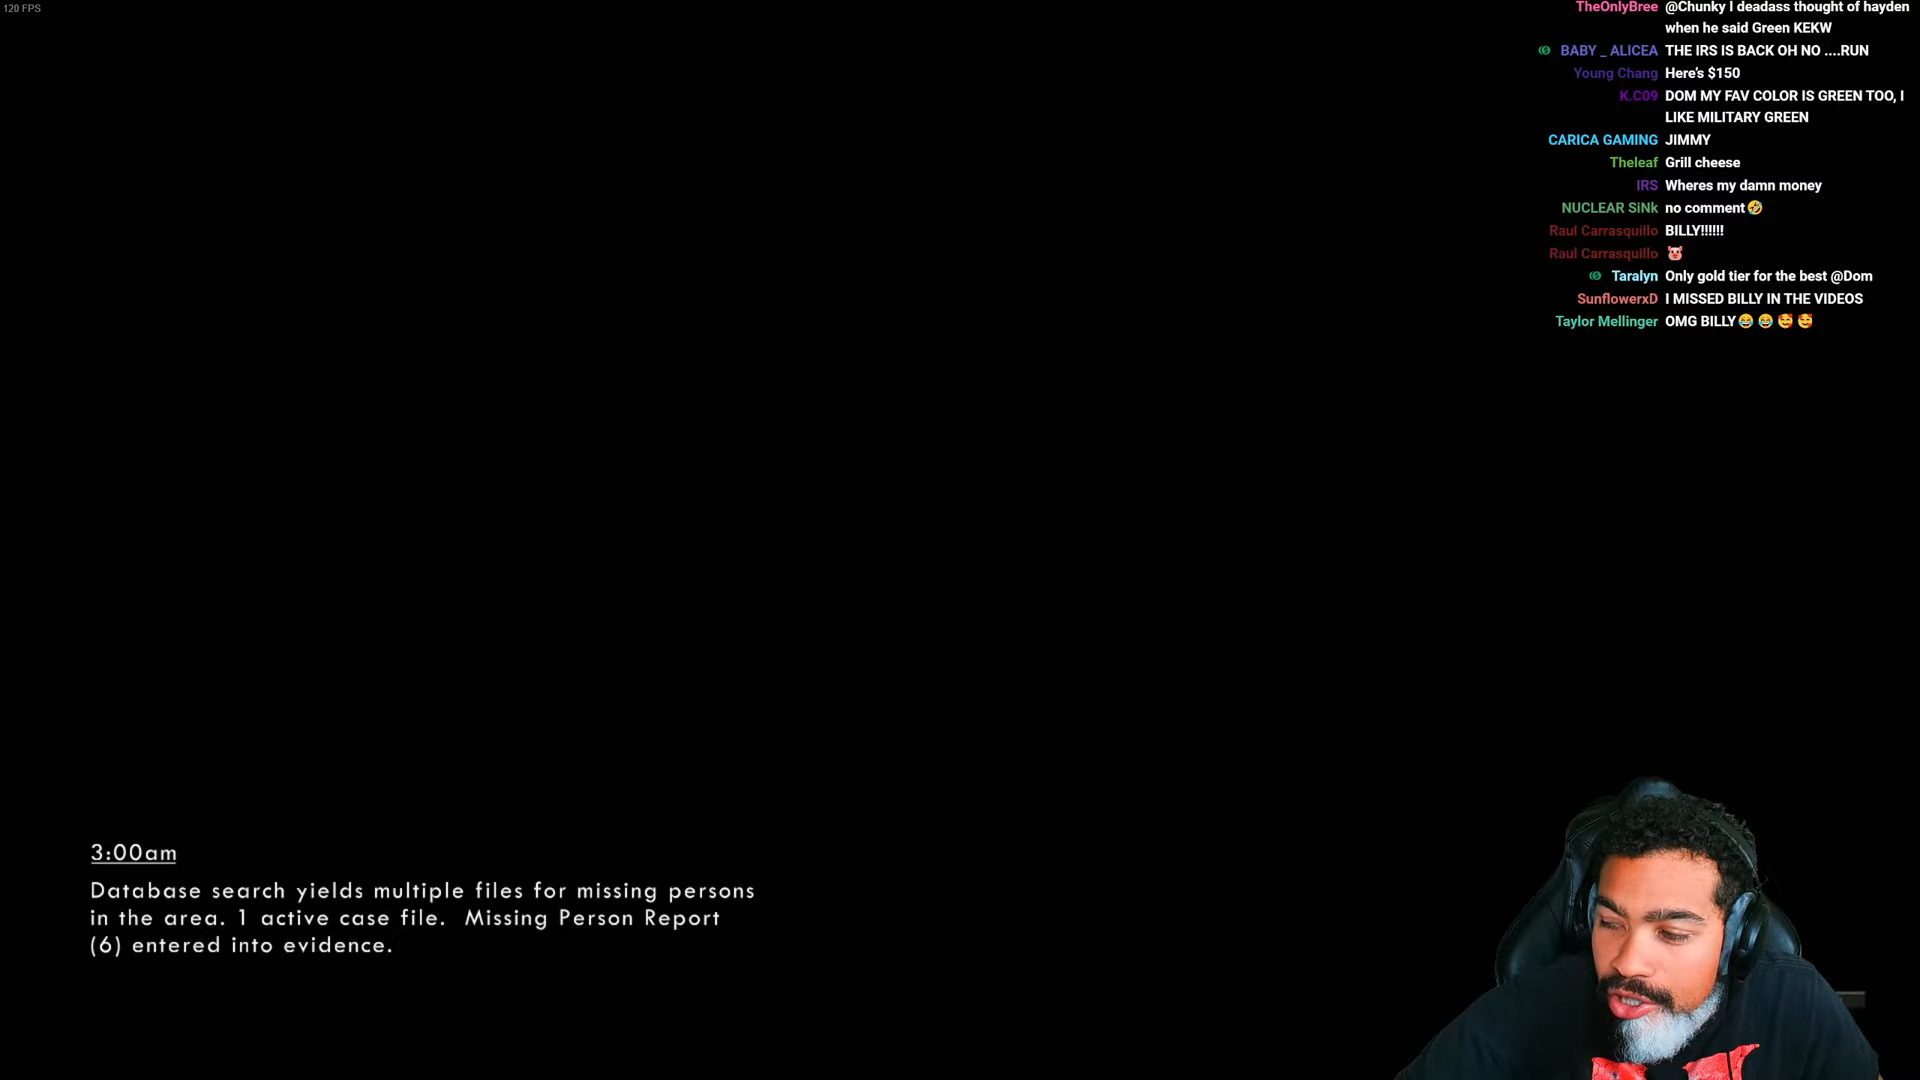 120 FPS
TheOnlyBree @Chunky I deadass thought of hayden
when he said Green KEKW
BABY _ ALICEA THE IRS IS BACK OH NO ....RUN
Young Chang Here's $150
K.C09 DOM MY FAV COLOR IS GREEN TOO, I
LIKE MILITARY GREEN
CARICA GAMING JIMMY
Theleaf Grill cheese
IRS Wheres my damn money
NUCLEAR SiNk no comment🤣
Raul Carrasquillo BILLY!!!!!!
Raul Carrasquillo 🐷
Taralyn Only gold tier for the best @Dom
SunflowerxD I MISSED BILLY IN THE VIDEOS
Taylor Mellinger OMG BILLY😂 😂 🥰 🥰
3:00am
Database search yields multiple files for missing persons
in the area. 1 active case file. Missing Person Report
(6) entered into evidence.